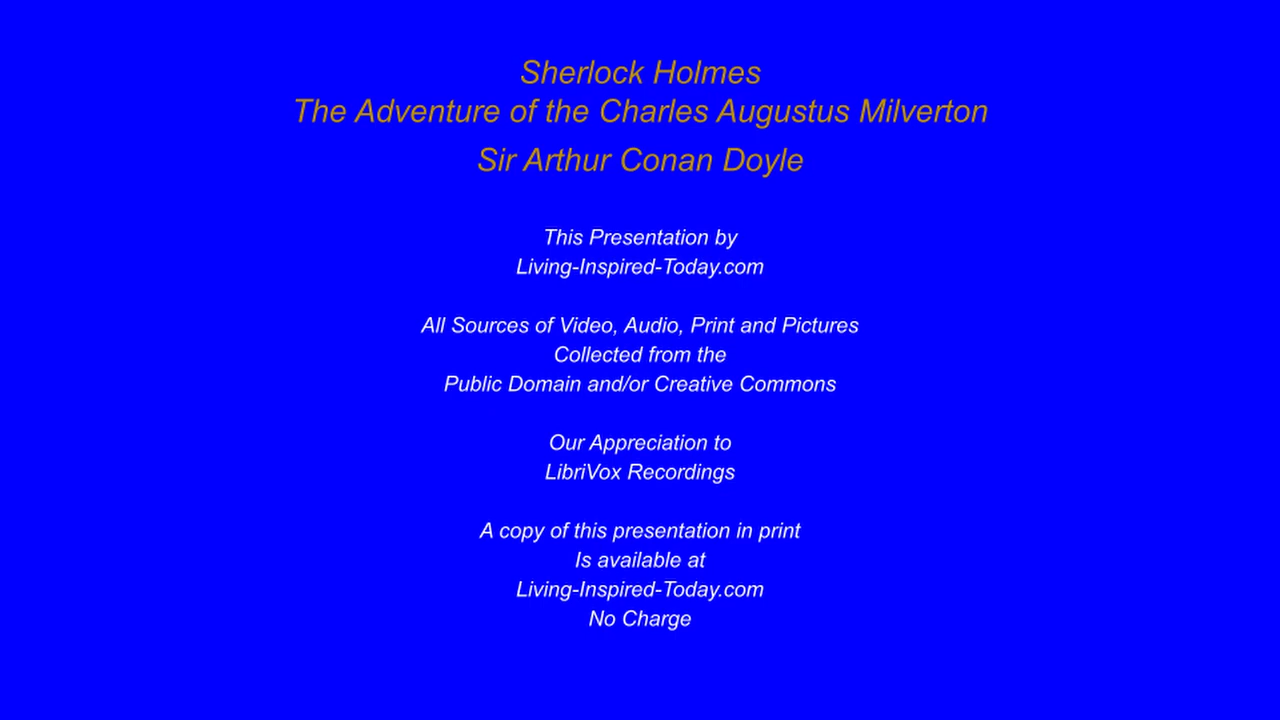 Sherlock Holmes
The Adventure of the Charles Augustus Milverton
Sir Arthur Conan Doyle
This Presentation by
Living-Inspired-Today.com
All Sources of Video, Audio, Print and Pictures
Collected from the
Public Domain and/or Creative Commons
Our Appreciation to
LibriVox Recordings
A copy of this presentation in print
Is available at
Living-Inspired-Today.com
No Charge